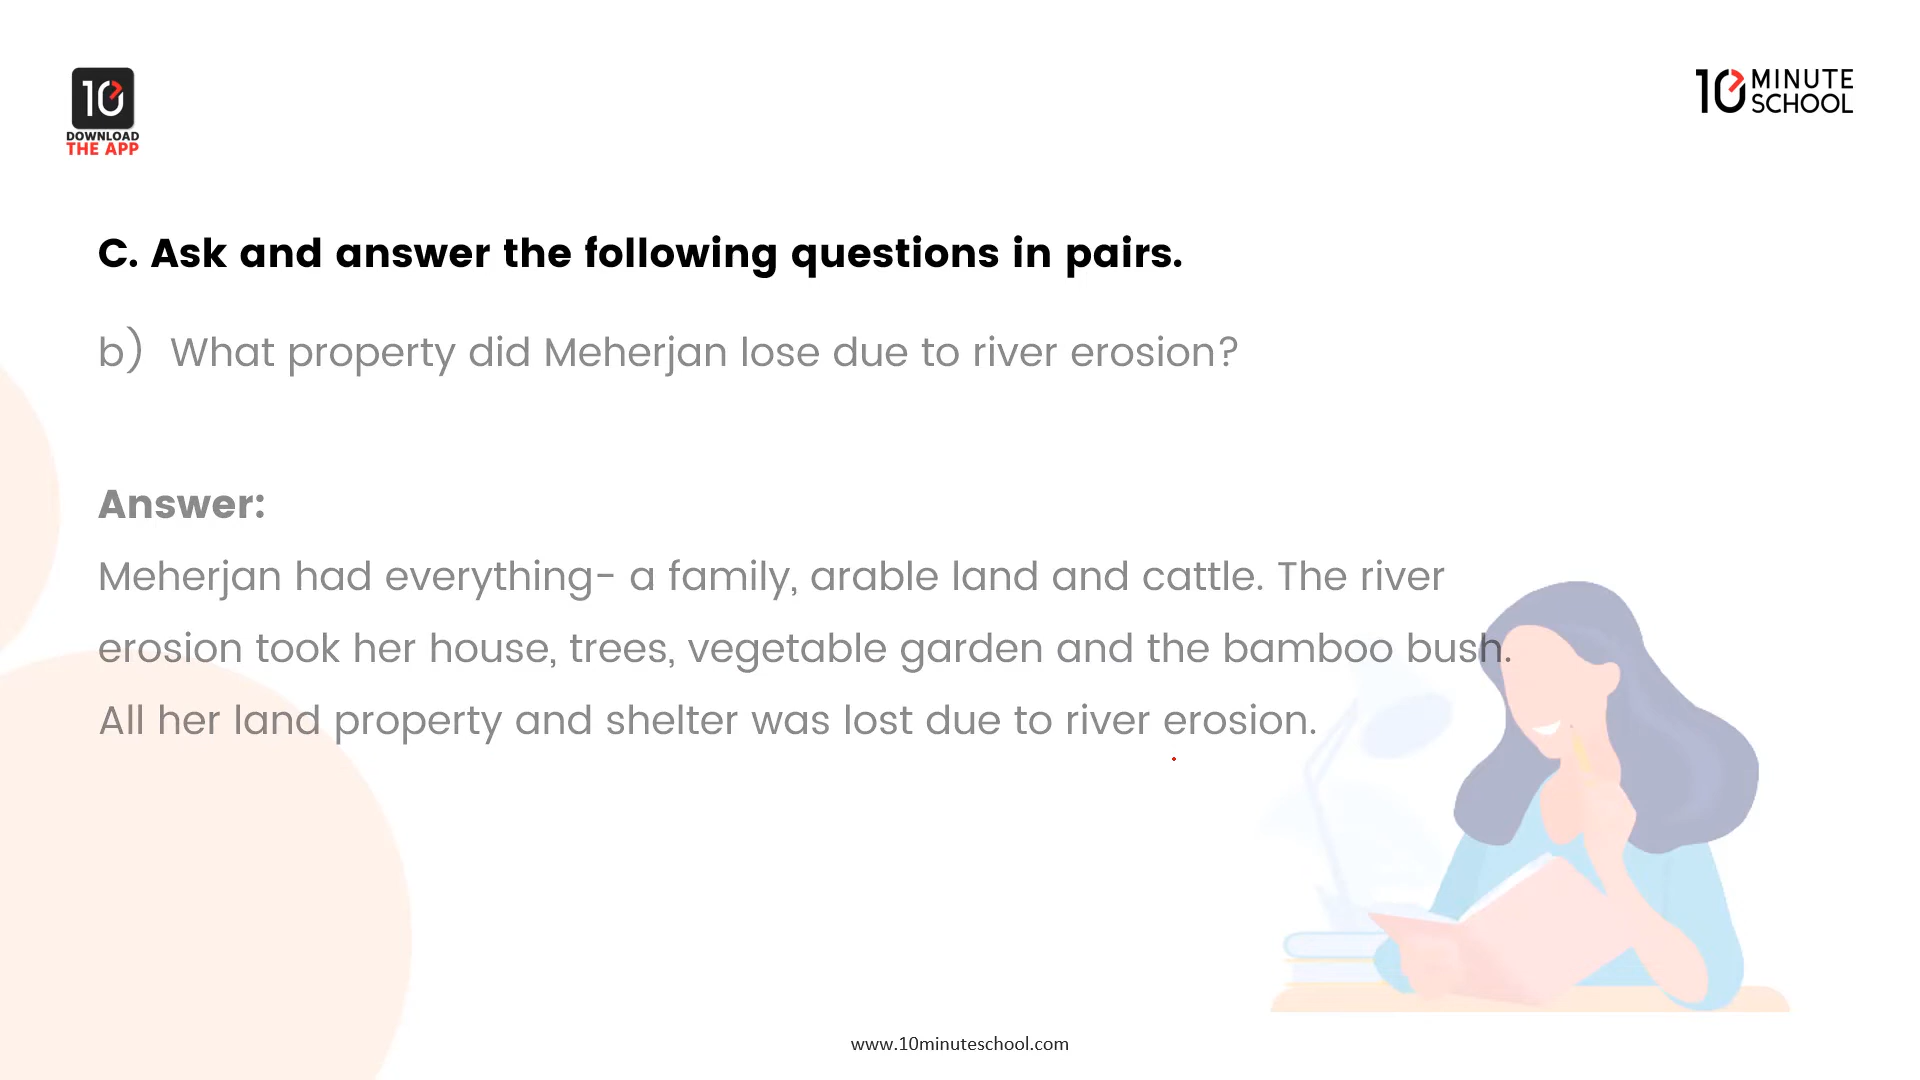 10
DOWNLOAD
THE APP
10 MINUTE
SCHOOL
C. Ask and answer the following questions in pairs.
b) What property did Meherjan lose due to river erosion?
Answer:
Meherjan had everything- a family, arable land and cattle. The river
erosion took her house, trees, vegetable garden and the bamboo bush.
All her land property and shelter was lost due to river erosion.
www.10minuteschool.com